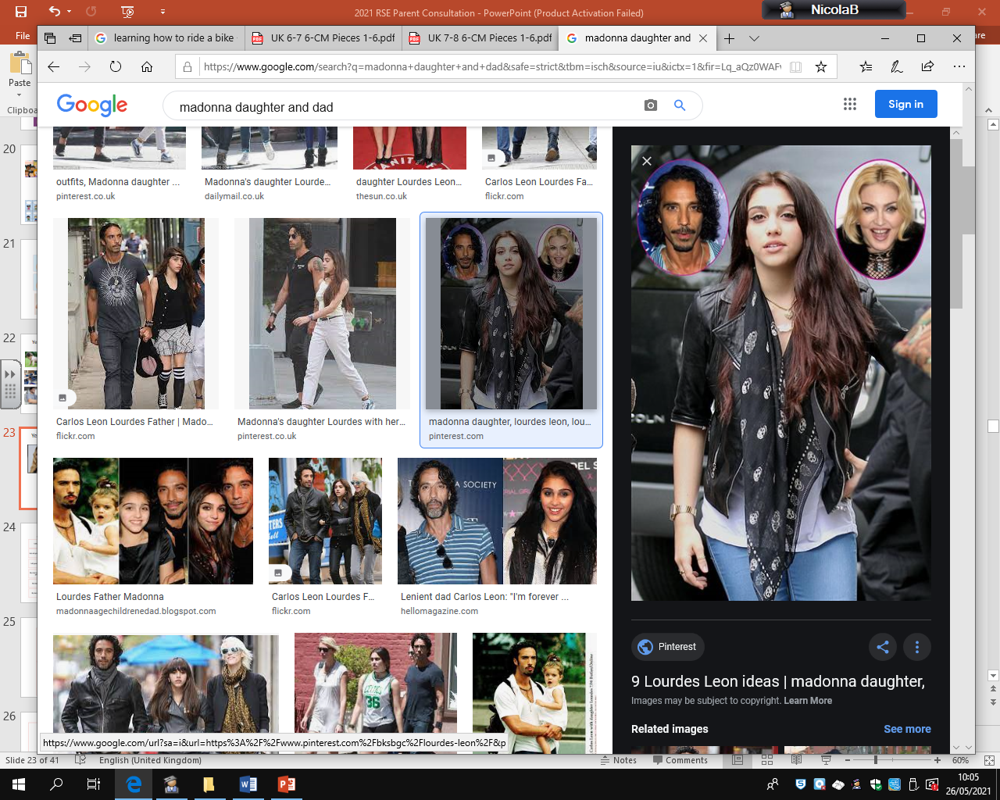 2021 RSE Parent Consultation - PowerPoint (Product Activation Failed)
NicolaB
File
learning how to ride a bike
UK 6-7 6-CM Pieces 1-6.pdf
UK 7-8 6-CM Pieces 1-6.pdf
madonna daughter and
https://www.google.com/search?q=madonna+daughter+and+dad&safe=strict&tbm=isch&source=iu&ictx=1&fir=Lq_aQz0WAF
Paste
Clipboa
Google
madonna daughter and dad
Sign in
outfits, Madonna daughter ...
pinterest.co.uk
Madonna's daughter Lourde...
dailymail.co.uk
daughter Lourdes Leon...
thesun.co.uk
Carlos Leon Lourdes Fa...
flickr.com
Carlos Leon Lourdes Father | Mado...
flickr.com
Madonna's daughter Lourdes with her...
pinterest.co.uk
madonna daughter, lourdes leon, lou...
pinterest.com
Lourdes Father Madonna
madonnaagechildrenedad.blogspot.com
Carlos Leon Lourdes F...
flickr.com
Lenient dad Carlos Leon: "I'm forever ...
hellomagazine.com
Pinterest
9 Lourdes Leon ideas | madonna daughter,
Images may be subject to copyright. Learn More
Related images
See more
https://www.google.com/url?sa=i&url=https%3A%2F%2Fwww.pinterest.com%2Fbksbgc%2Flourdes-leon%2F&p
20
21
22
23
24
25
26
Slide 23 of 41
English (United Kingdom)
Notes
Comments
60%
10:05
26/05/2021